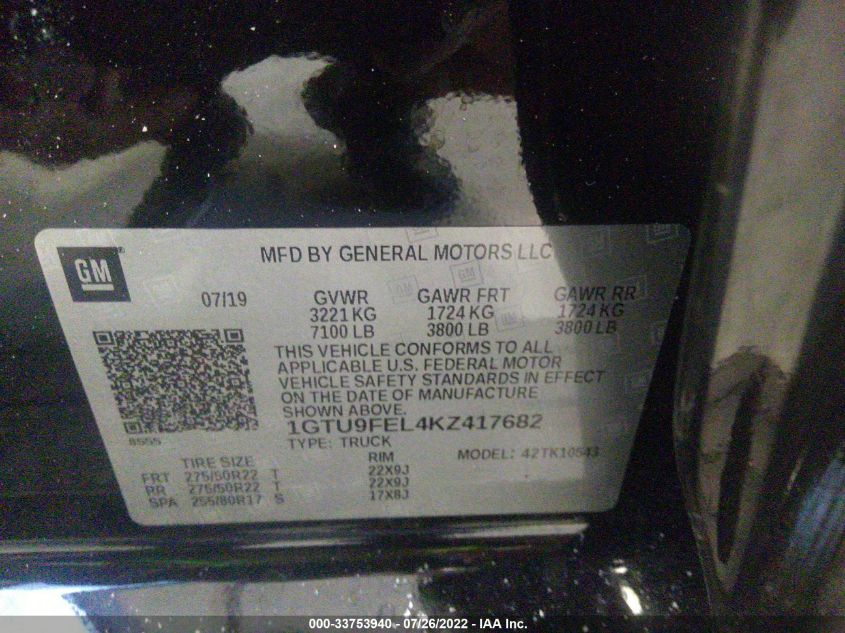 GM
MFD BY GENERAL MOTORS LLC
07/19 GVWR GAWR FRT GAWR RR
3221 KG 1724 KG 1724 KG
7100 LB 3800 LB 3800 LB
THIS VEHICLE CONFORMS TO ALL
APPLICABLE U.S. FEDERAL MOTOR
VEHICLE SAFETY STANDARDS IN EFFECT
ON THE DATE OF MANUFACTURE
SHOWN ABOVE.
8555
1GTU9FEL4KZ417682
TYPE: TRUCK
MODEL: 42TK10543
TIRE SIZE RIM
FRT 275/50R22 T 22X9J
RR 275/50R22 T 22X9J
SPA 255/80R17 S 17X8J
000-33753940 - 07/26/2022 - IAA Inc.